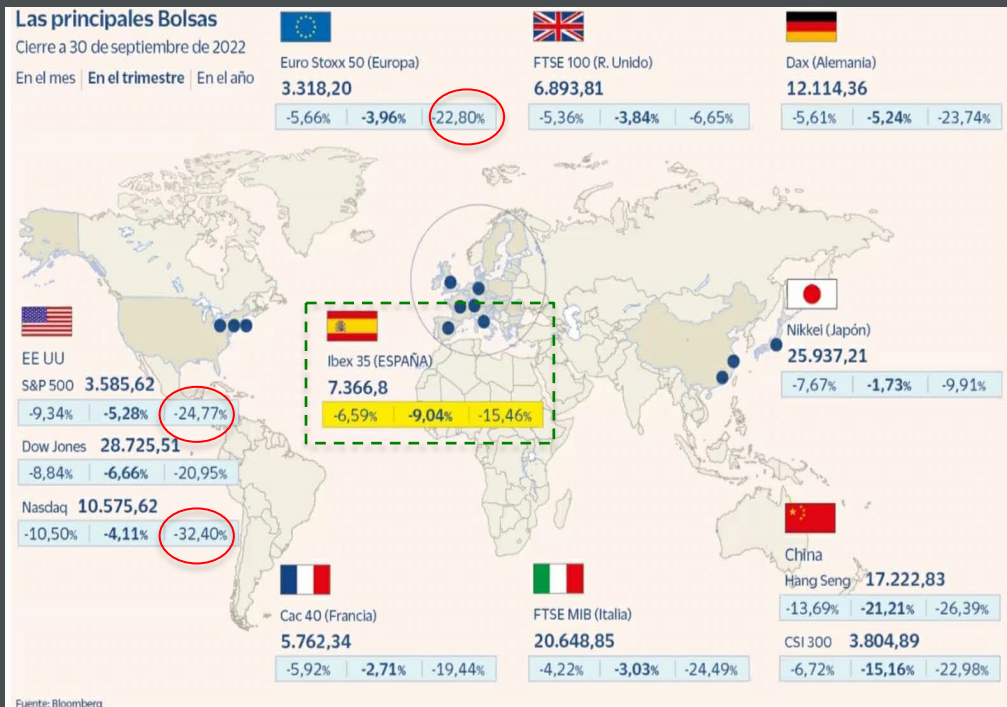 Las principales Bolsas
Cierre a 30 de septiembre de 2022
En el mes | En el trimestre | En el año
Euro Stoxx 50 (Europa)
3.318,20
-5,66% | -3,96% | -22,80%
FTSE 100 (R. Unido)
6.893,81
-5,36% | -3,84% | -6,65%
Dax (Alemania)
12.114,36
-5,61% | -5,24% | -23,74%
EE UU
S&P 500 3.585,62
-9,34% | -5,28% | -24,77%
Dow Jones 28.725,51
-8,84% | -6,66% | -20,95%
Nasdaq 10.575,62
-10,50% | -4,11% | -32,40%
Ibex 35 (ESPAÑA)
7.366,8
-6,59% | -9,04% | -15,46%
Nikkei (Japón)
25.937,21
-7,67% | -1,73% | -9,91%
Cac 40 (Francia)
5.762,34
-5,92% | -2,71% | -19,44%
FTSE MIB (Italia)
20.648,85
-4,22% | -3,03% | -24,49%
China
Hang Seng 17.222,83
-13,69% | -21,21% | -26,39%
CSI 300 3.804,89
-6,72% | -15,16% | -22,98%
Fuente: Bloomberg